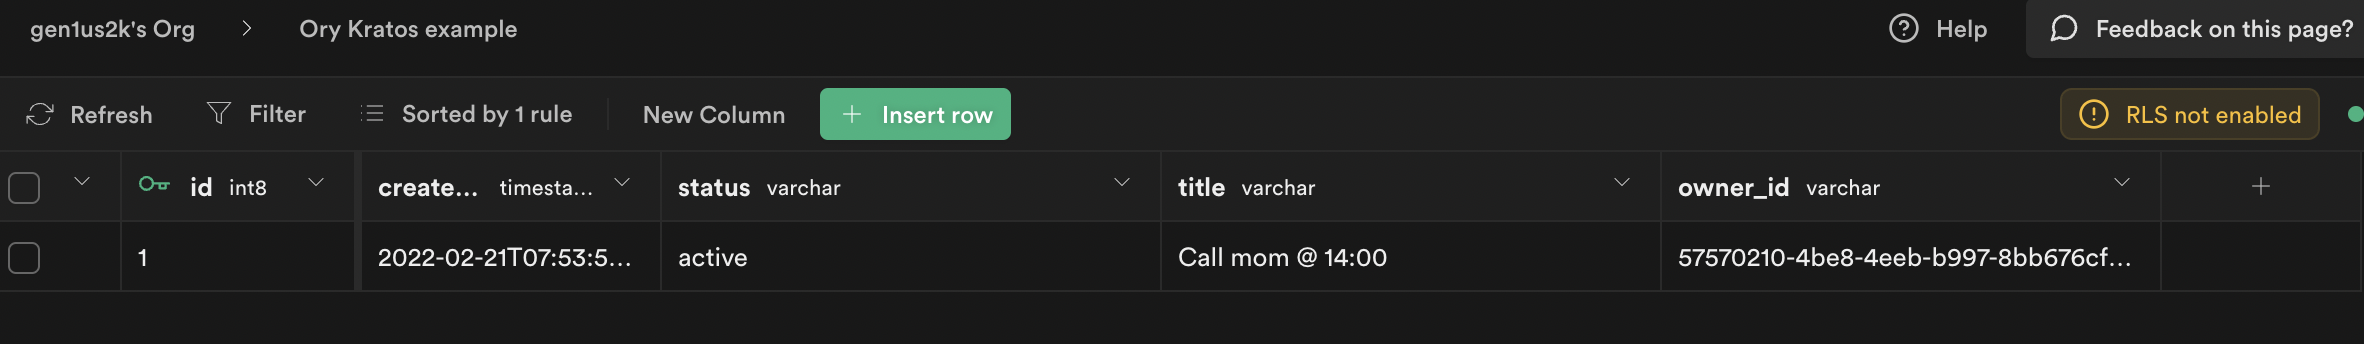 gen1us2k's Org > Ory Kratos example Help Feedback on this page?
Refresh Filter Sorted by 1 rule New Column + Insert row RLS not enabled
id int8 create... timesta... status varchar title varchar owner_id varchar +
1 2022-02-21T07:53:5... active Call mom @ 14:00 57570210-4be8-4eeb-b997-8bb676cf...